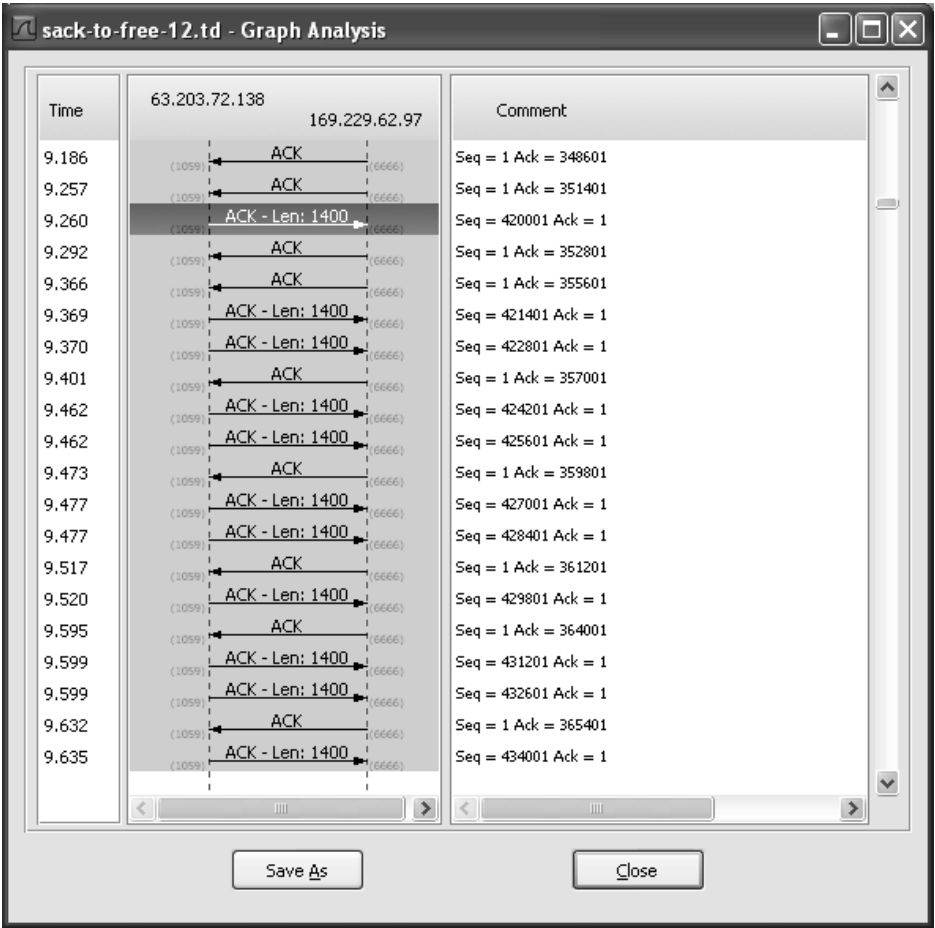 sack-to-free-12.td - Graph Analysis
Time 63.203.72.138 169.229.62.97 Comment
9.186 (1059) ACK (6666) Seq = 1 Ack = 348601
9.257 (1059) ACK (6666) Seq = 1 Ack = 351401
9.260 (1059) ACK - Len: 1400 (6666) Seq = 420001 Ack = 1
9.292 (1059) ACK (6666) Seq = 1 Ack = 352801
9.366 (1059) ACK (6666) Seq = 1 Ack = 355601
9.369 (1059) ACK - Len: 1400 (6666) Seq = 421401 Ack = 1
9.370 (1059) ACK - Len: 1400 (6666) Seq = 422801 Ack = 1
9.401 (1059) ACK (6666) Seq = 1 Ack = 357001
9.462 (1059) ACK - Len: 1400 (6666) Seq = 424201 Ack = 1
9.462 (1059) ACK - Len: 1400 (6666) Seq = 425601 Ack = 1
9.473 (1059) ACK (6666) Seq = 1 Ack = 359801
9.477 (1059) ACK - Len: 1400 (6666) Seq = 427001 Ack = 1
9.477 (1059) ACK - Len: 1400 (6666) Seq = 428401 Ack = 1
9.517 (1059) ACK (6666) Seq = 1 Ack = 361201
9.520 (1059) ACK - Len: 1400 (6666) Seq = 429801 Ack = 1
9.595 (1059) ACK (6666) Seq = 1 Ack = 364001
9.599 (1059) ACK - Len: 1400 (6666) Seq = 431201 Ack = 1
9.599 (1059) ACK - Len: 1400 (6666) Seq = 432601 Ack = 1
9.632 (1059) ACK (6666) Seq = 1 Ack = 365401
9.635 (1059) ACK - Len: 1400 (6666) Seq = 434001 Ack = 1
Save As Close